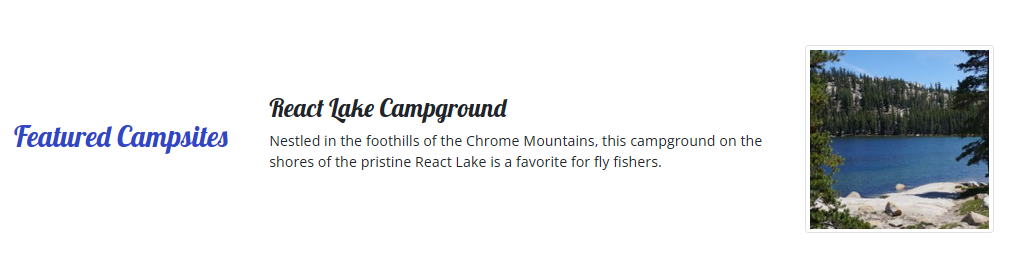 Featured Campsites
React Lake Campground
Nestled in the foothills of the Chrome Mountains, this campground on the
shores of the pristine React Lake is a favorite for fly fishers.